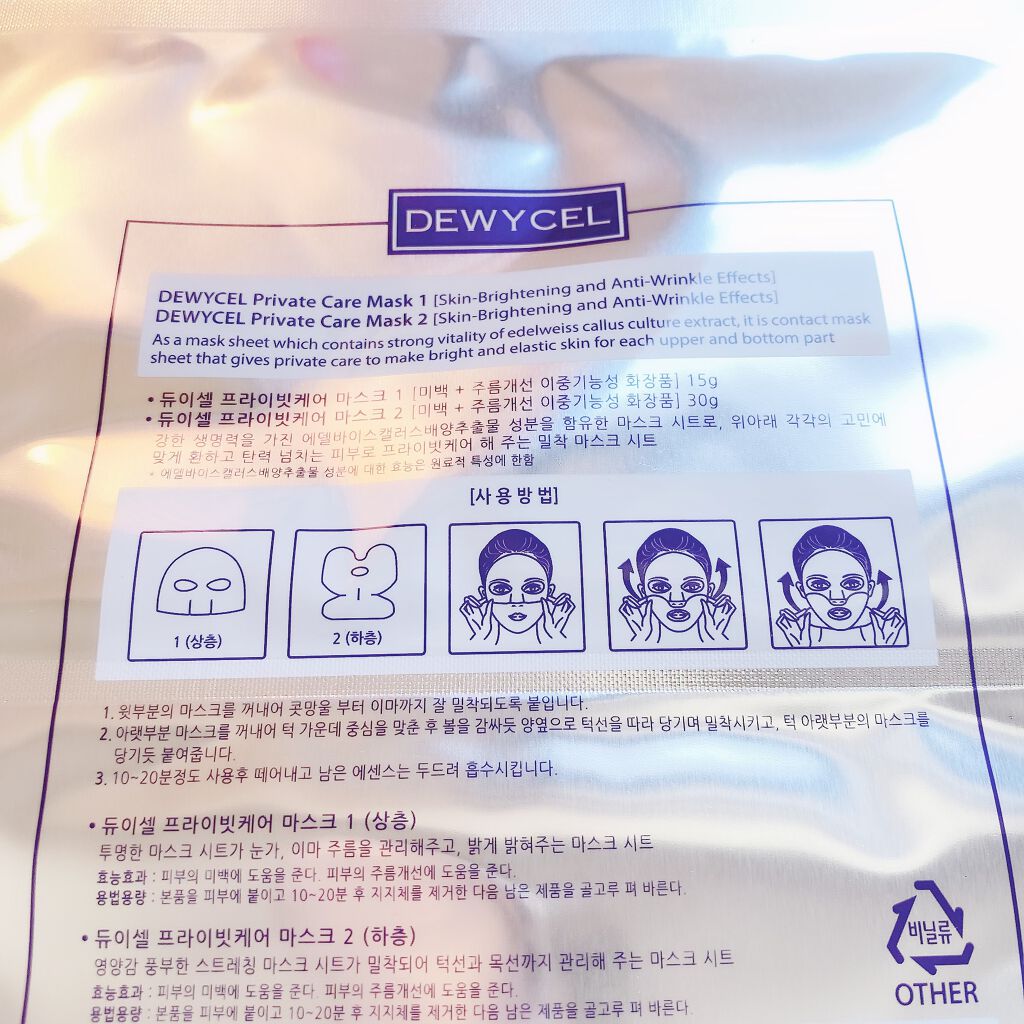 DEWYCEL
DEWYCEL Private Care Mask 1 [Skin-Brightening and Anti-Wrinkle Effects]
DEWYCEL Private Care Mask 2 [Skin-Brightening and Anti-Wrinkle Effects]
As a mask sheet which contains strong vitality of edelweiss callus culture extract, it is contact mask
sheet that gives private care to make bright and elastic skin for each upper and bottom part
• 듀이셀 프라이빗케어 마스크 1 [미백 + 주름개선 이중기능성 화장품] 15g
• 듀이셀 프라이빗케어 마스크 2 [미백 + 주름개선 이중기능성 화장품] 30g
강한 생명력을 가진 에델바이스캘러스배양추출물 성분을 함유한 마스크 시트로, 위아래 각각의 고민에
맞게 환하고 탄력 넘치는 피부로 프라이빗케어 해 주는 밀착 마스크 시트
* 에델바이스캘러스배양추출물 성분에 대한 효능은 원료적 특성에 한함
[사용방법]
1 (상층)
2 (하층)
1. 윗부분의 마스크를 꺼내어 콧망울 부터 이마까지 잘 밀착되도록 붙입니다.
2. 아랫부분 마스크를 꺼내어 턱 가운데 중심을 맞춘 후 볼을 감싸듯 양옆으로 턱선을 따라 당기며 밀착시키고, 턱 아랫부분의 마스크를
당기듯 붙여줍니다.
3. 10~20분정도 사용후 떼어내고 남은 에센스는 두드려 흡수시킵니다.
• 듀이셀 프라이빗케어 마스크 1 (상층)
투명한 마스크 시트가 눈가, 이마 주름을 관리해주고, 밝게 밝혀주는 마스크 시트
효능효과 : 피부의 미백에 도움을 준다. 피부의 주름개선에 도움을 준다.
용법용량 : 본품을 피부에 붙이고 10~20분 후 지지체를 제거한 다음 남은 제품을 골고루 펴 바른다.
• 듀이셀 프라이빗케어 마스크 2 (하층)
영양감 풍부한 스트레칭 마스크 시트가 밀착되어 턱선과 목선까지 관리해 주는 마스크 시트
효능효과 : 피부의 미백에 도움을 준다. 피부의 주름개선에 도움을 준다.
용법용량 : 본품을 피부에 붙이고 10~20분 후 지지체를 제거한 다음 남은 제품을 골고루 펴 바른다.
비닐류
OTHER